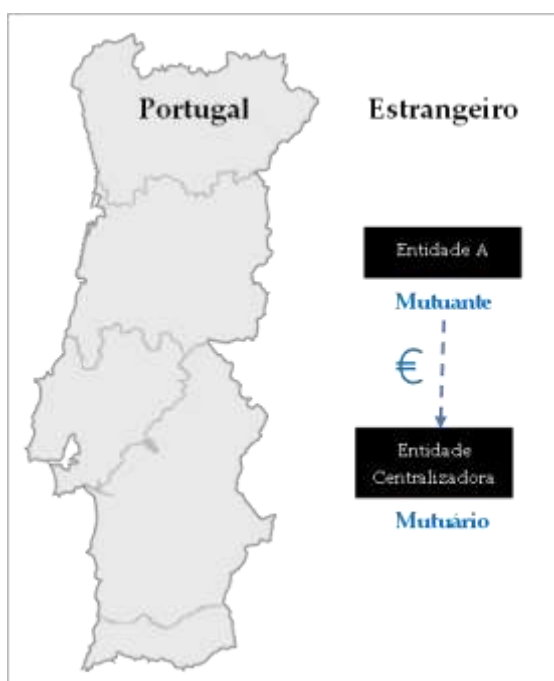 Portugal
Estrangeiro
Entidade A
Mutuante
€
Entidade
Centralizadora
Mutuário